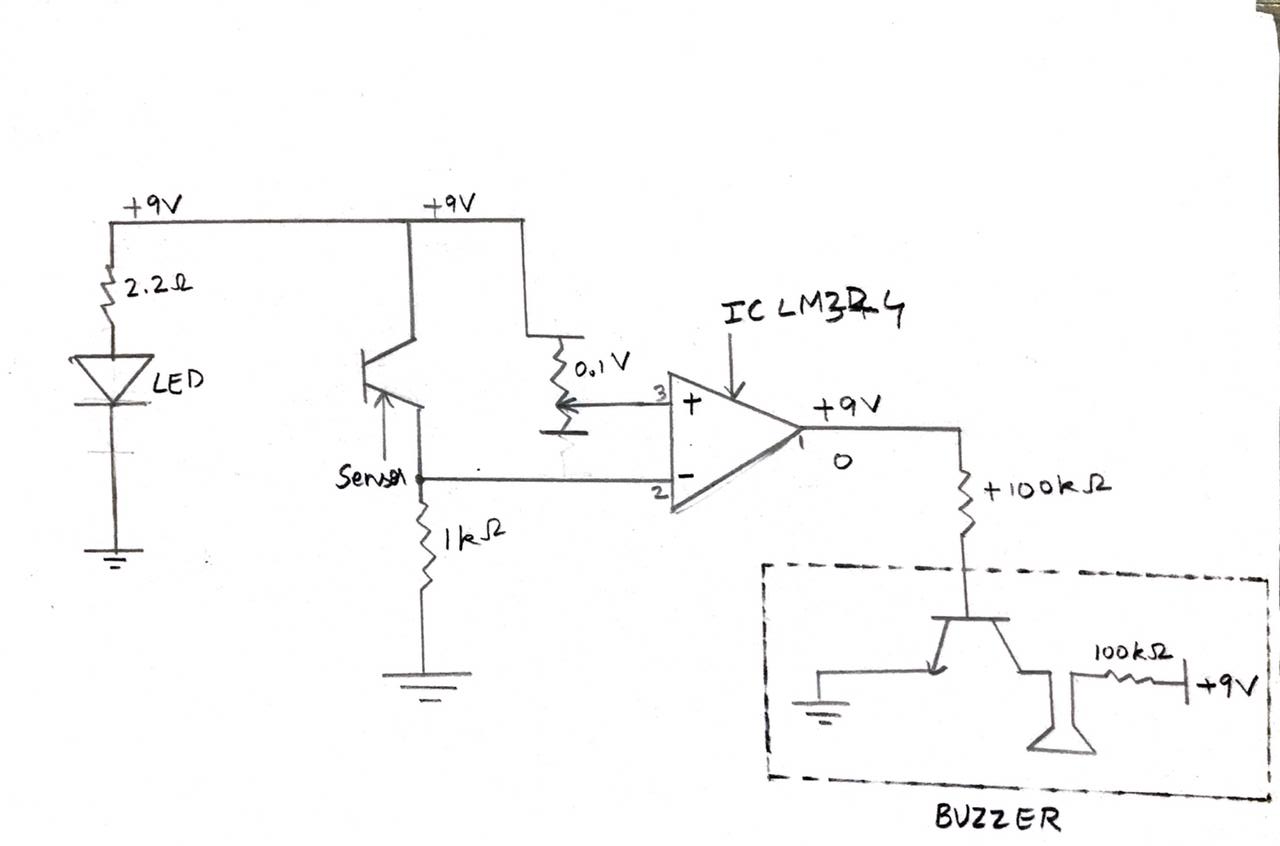 +9V
+9V
2.2Ω
LED
0.1V
IC LM324
3
+
+9V
1
0
Sensor
-
2
1kΩ
+100kΩ
100kΩ
+9V
BUZZER